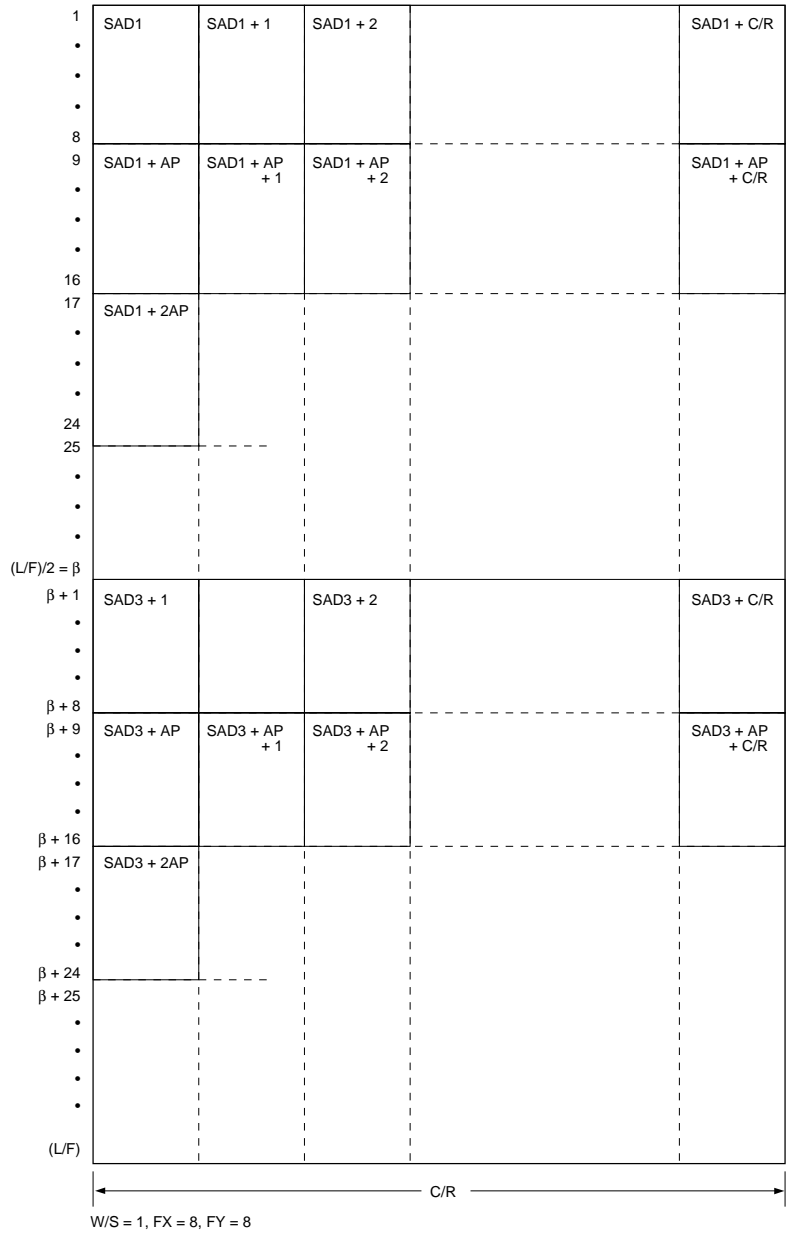 1 SAD1 SAD1 + 1 SAD1 + 2 SAD1 + C/R
•
•
•
8
9 SAD1 + AP SAD1 + AP + 1 SAD1 + AP + 2 SAD1 + AP + C/R
•
•
•
16
17 SAD1 + 2AP
•
•
•
24
25
•
•
•
(L/F)/2 = β
β + 1 SAD3 + 1 SAD3 + 2 SAD3 + C/R
•
•
•
β + 8
β + 9 SAD3 + AP SAD3 + AP + 1 SAD3 + AP + 2 SAD3 + AP + C/R
•
•
•
β + 16
β + 17 SAD3 + 2AP
•
•
•
β + 24
β + 25
•
•
•
•
(L/F)
C/R
W/S = 1, FX = 8, FY = 8